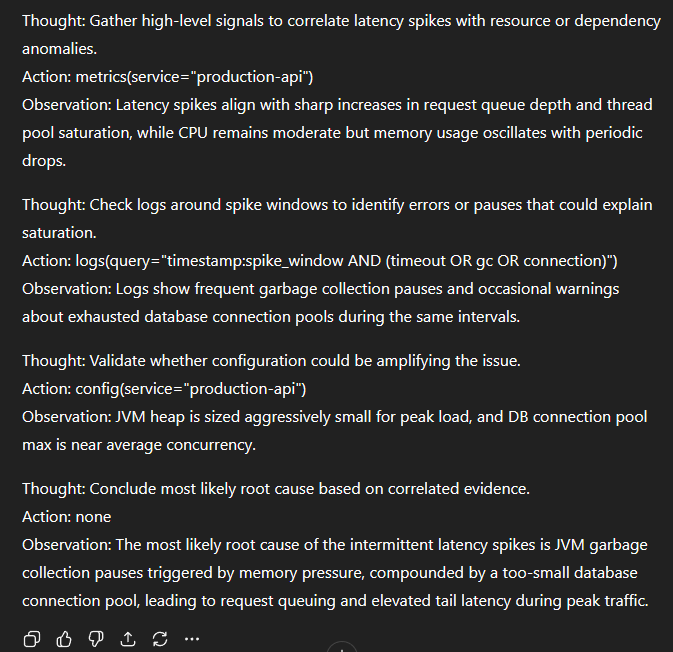 Thought: Gather high-level signals to correlate latency spikes with resource or dependency
anomalies.
Action: metrics(service="production-api")
Observation: Latency spikes align with sharp increases in request queue depth and thread
pool saturation, while CPU remains moderate but memory usage oscillates with periodic
drops.
Thought: Check logs around spike windows to identify errors or pauses that could explain
saturation.
Action: logs(query="timestamp:spike_window AND (timeout OR gc OR connection)")
Observation: Logs show frequent garbage collection pauses and occasional warnings
about exhausted database connection pools during the same intervals.
Thought: Validate whether configuration could be amplifying the issue.
Action: config(service="production-api")
Observation: JVM heap is sized aggressively small for peak load, and DB connection pool
max is near average concurrency.
Thought: Conclude most likely root cause based on correlated evidence.
Action: none
Observation: The most likely root cause of the intermittent latency spikes is JVM garbage
collection pauses triggered by memory pressure, compounded by a too-small database
connection pool, leading to request queuing and elevated tail latency during peak traffic.